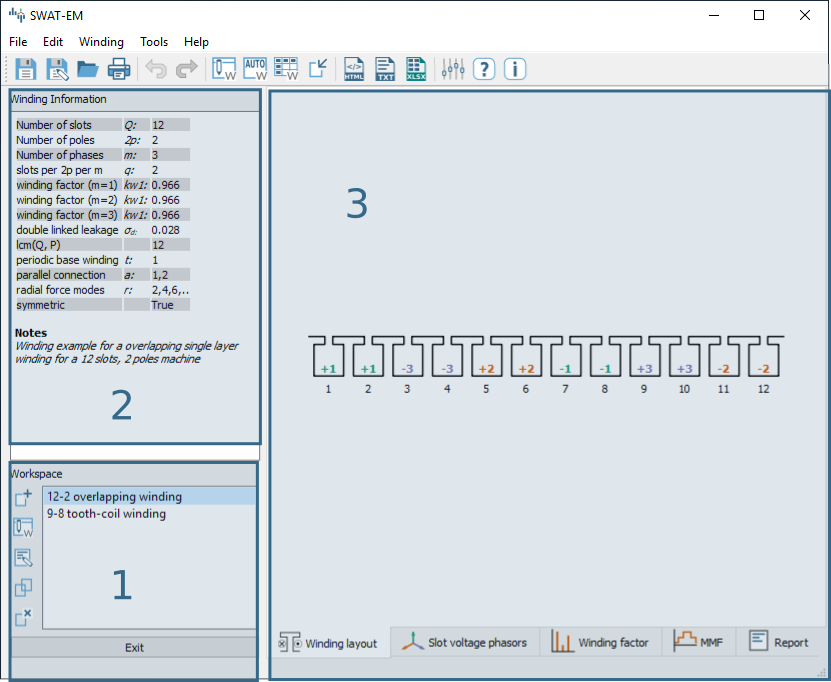 SWAT-EM
File Edit Winding Tools Help
W AUTO W W HTML TXT XLSX ? i
Winding Information
Number of slots Q: 12
Number of poles 2p: 2
Number of phases m: 3
slots per 2p per m q: 2
winding factor (m=1) kw1: 0.966
winding factor (m=2) kw1: 0.966
winding factor (m=3) kw1: 0.966
double linked leakage σd: 0.028
lcm(Q, P) 12
periodic base winding t: 1
parallel connection a: 1,2
radial force modes r: 2,4,6,..
symmetric True
Notes
Winding example for a overlapping single layer
winding for a 12 slots, 2 poles machine
2
Workspace
12-2 overlapping winding
9-8 tooth-coil winding
W
1
Exit
3
+1 +1 -3 -3 +2 +2 -1 -1 +3 +3 -2 -2
1 2 3 4 5 6 7 8 9 10 11 12
Winding layout Slot voltage phasors Winding factor MMF Report